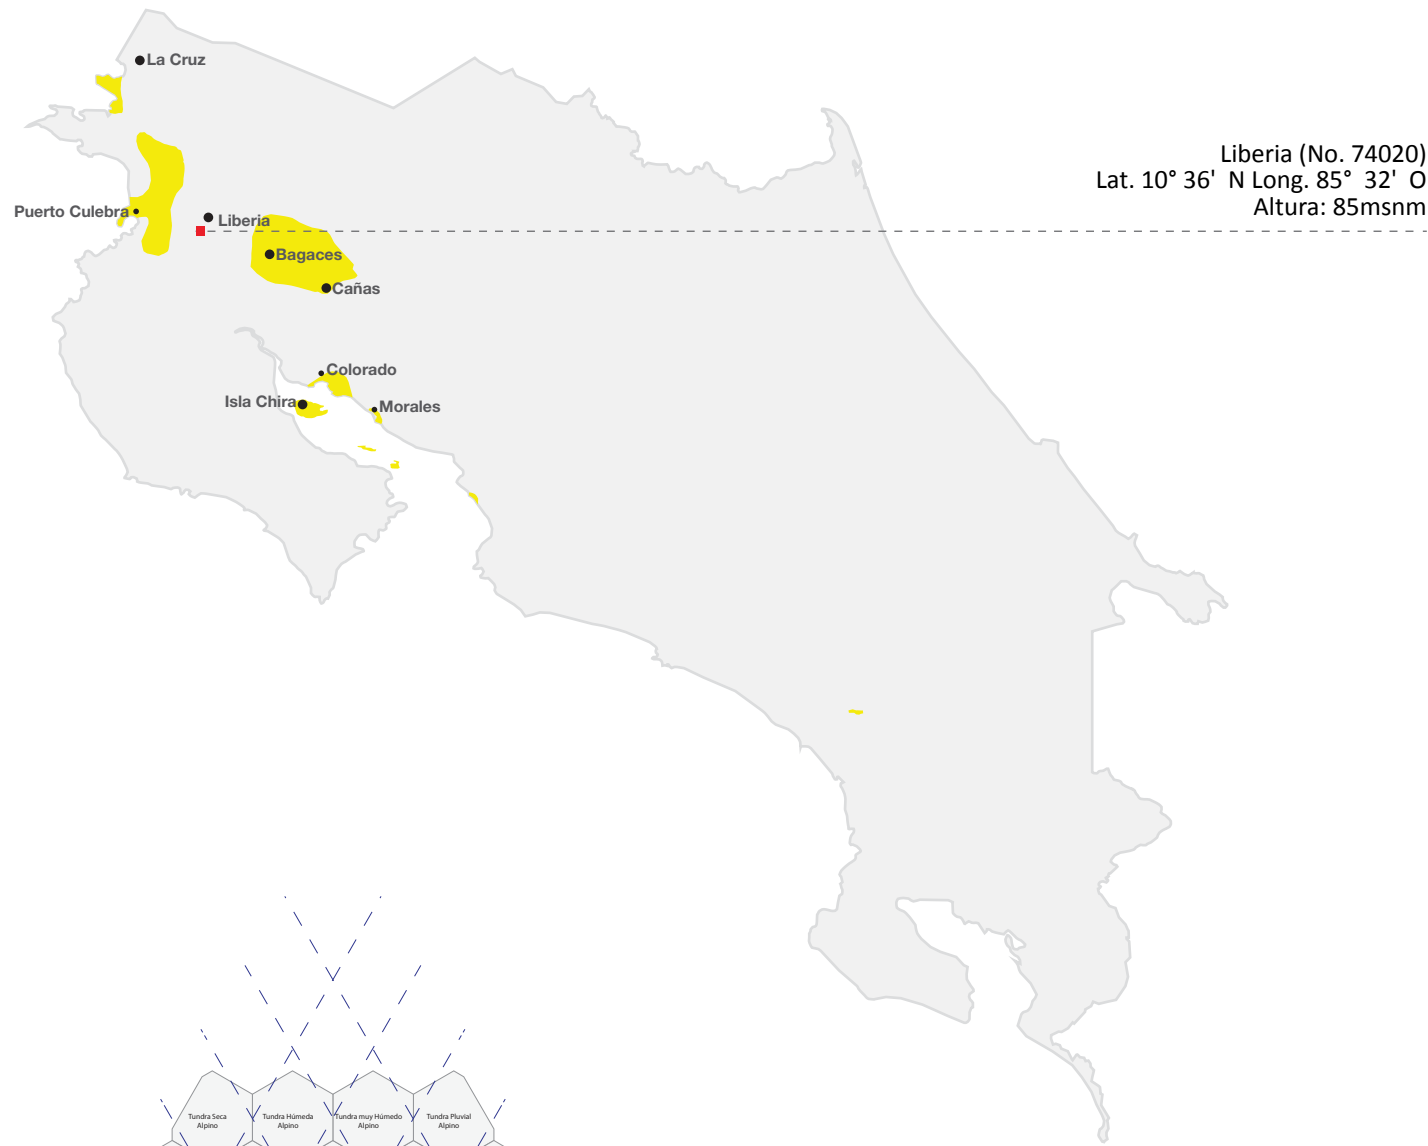 La Cruz
Liberia (No. 74020)
Lat. 10° 36' N Long. 85° 32' O
Altura: 85msnm
Puerto Culebra
Liberia
Bagaces
Cañas
Colorado
Isla Chira
Morales
Tundra Seca
Alpino
Tundra Húmeda
Alpino
Tundra muy Húmedo
Alpino
Tundra Pluvial
Alpino